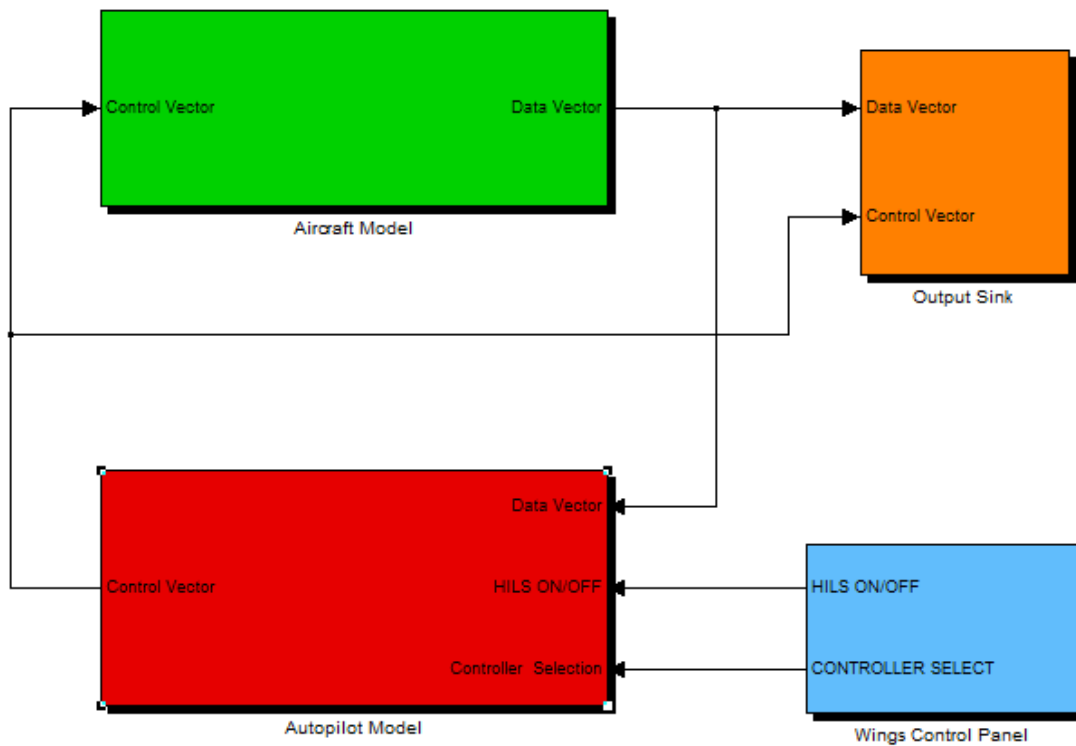 Control Vector
Data Vector
Aircraft Model
Data Vector
Control Vector
Output Sink
Data Vector
Control Vector
HILS ON/OFF
Controller  Selection
Autopilot Model
HILS ON/OFF
CONTROLLER SELECT
Wings Control Panel